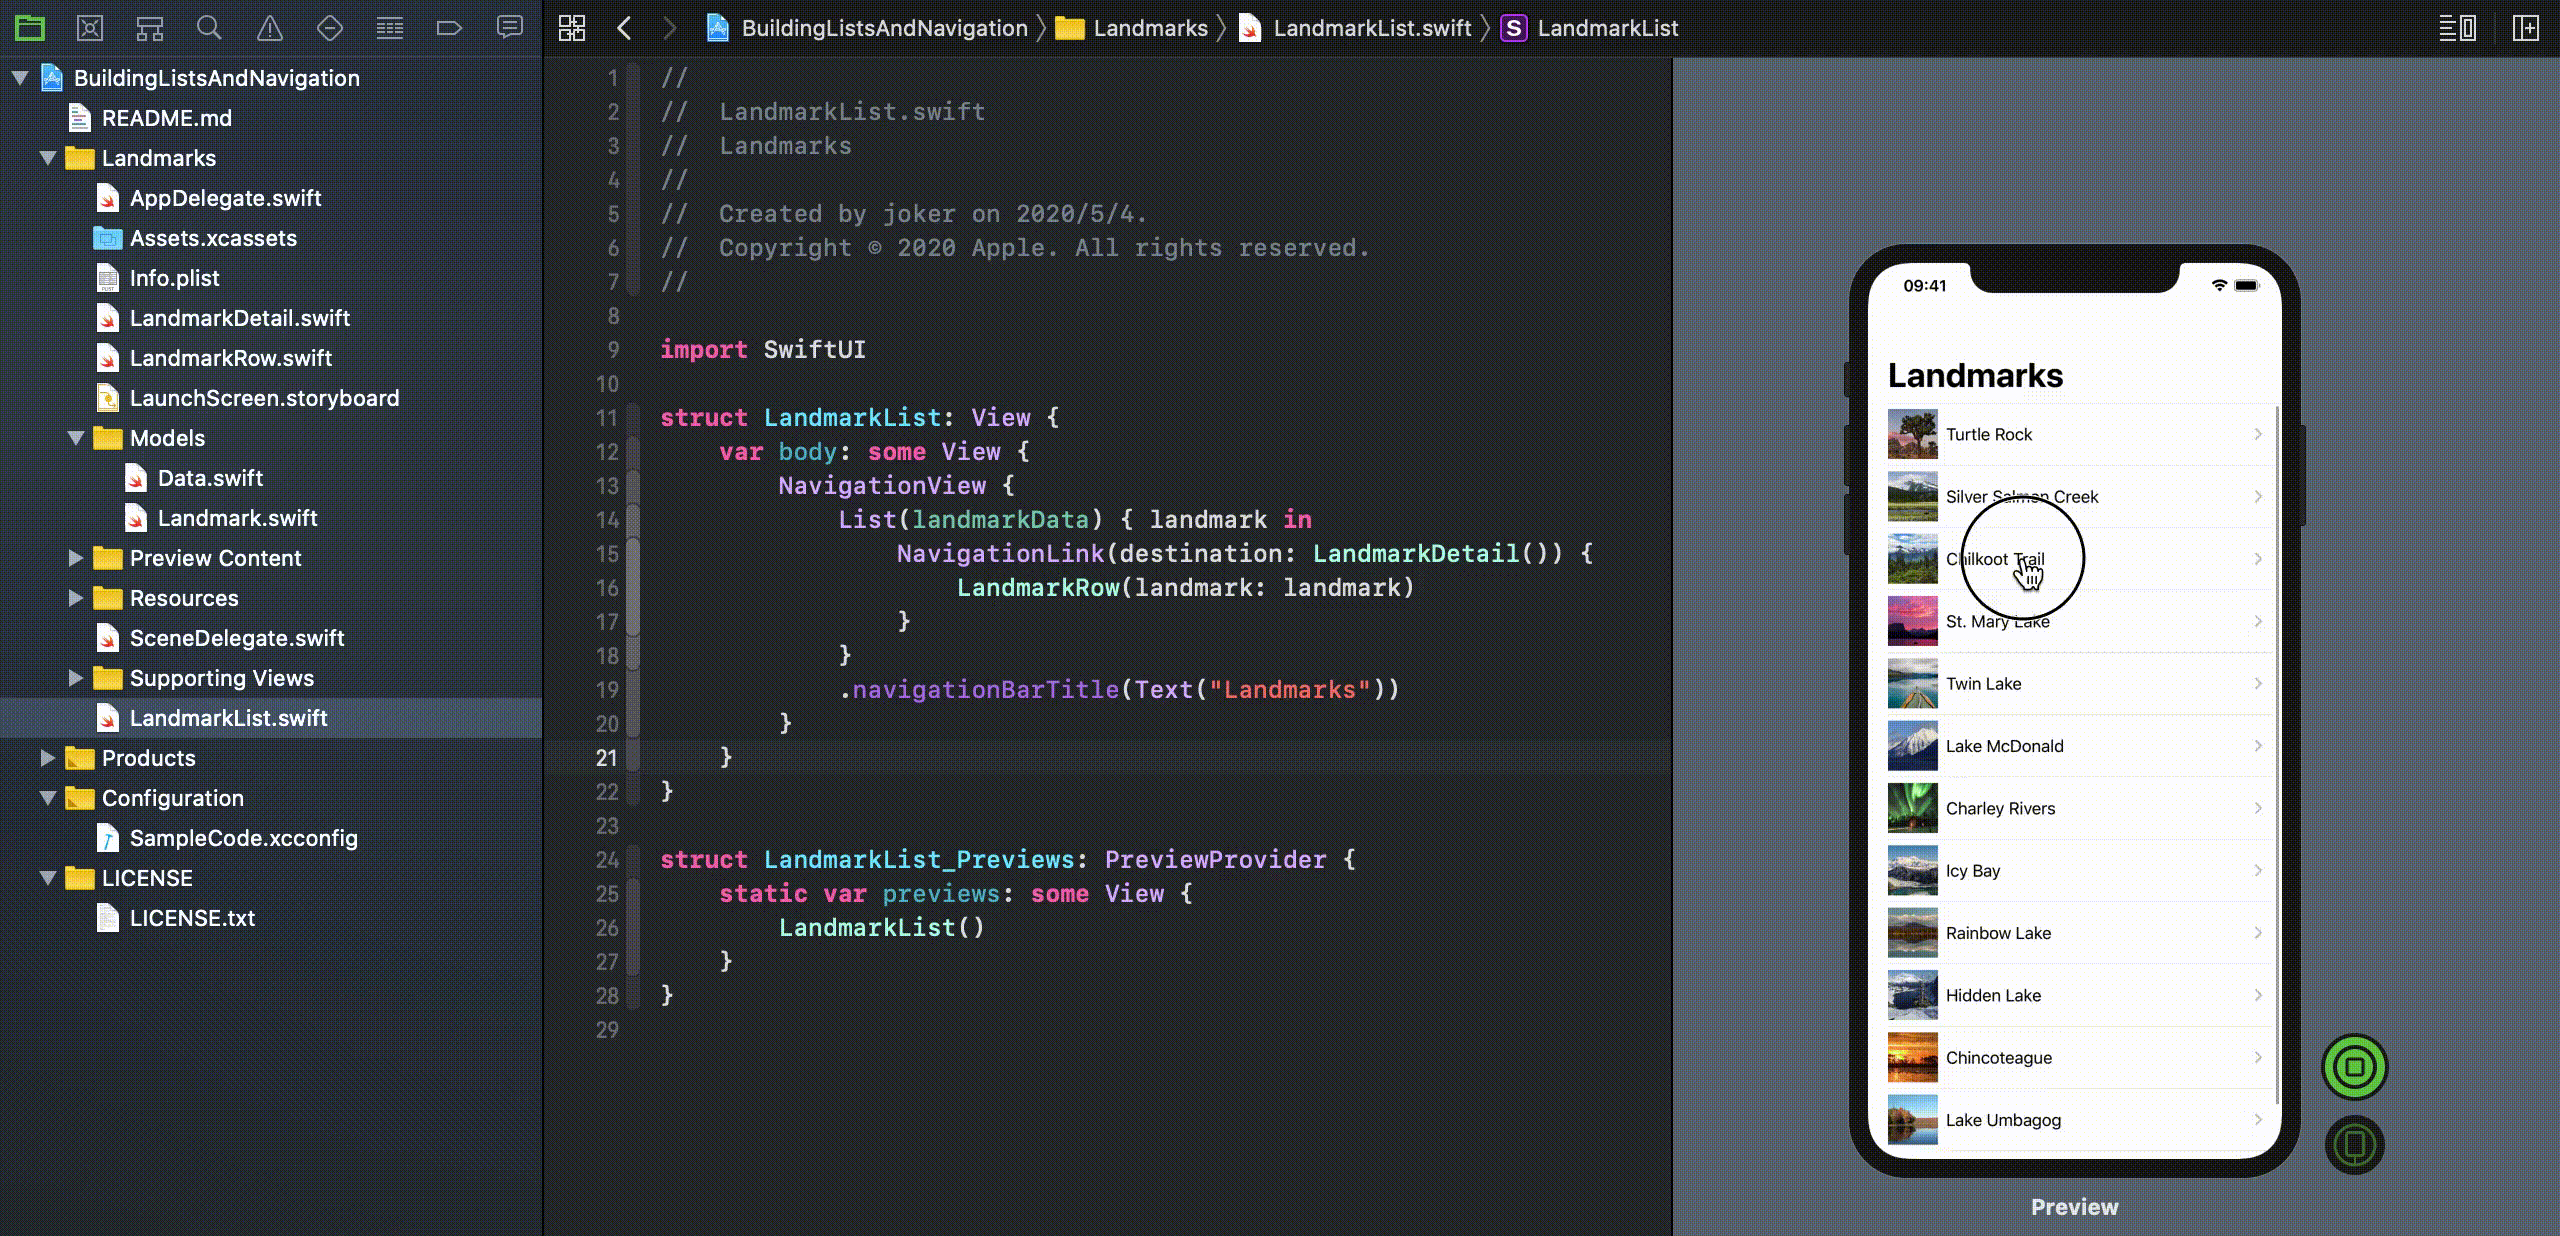 BuildingListsAndNavigation
README.md
Landmarks
AppDelegate.swift
Assets.xcassets
Info.plist
LandmarkDetail.swift
LandmarkRow.swift
LaunchScreen.storyboard
Models
Data.swift
Landmark.swift
Preview Content
Resources
SceneDelegate.swift
Supporting Views
LandmarkList.swift
Products
Configuration
SampleCode.xcconfig
LICENSE
LICENSE.txt
BuildingListsAndNavigation 〉 Landmarks 〉 LandmarkList.swift 〉 S LandmarkList
1 //
2 //  LandmarkList.swift
3 //  Landmarks
4 //
5 //  Created by joker on 2020/5/4.
6 //  Copyright © 2020 Apple. All rights reserved.
7 //
8
9 import SwiftUI
10
11 struct LandmarkList: View {
12     var body: some View {
13         NavigationView {
14             List(landmarkData) { landmark in
15                 NavigationLink(destination: LandmarkDetail()) {
16                     LandmarkRow(landmark: landmark)
17                 }
18             }
19             .navigationBarTitle(Text("Landmarks"))
20         }
21     }
22 }
23
24 struct LandmarkList_Previews: PreviewProvider {
25     static var previews: some View {
26         LandmarkList()
27     }
28 }
29
09:41
Landmarks
Turtle Rock
Silver Salmon Creek
Chilkoot Trail
St. Mary Lake
Twin Lake
Lake McDonald
Charley Rivers
Icy Bay
Rainbow Lake
Hidden Lake
Chincoteague
Lake Umbagog
Preview